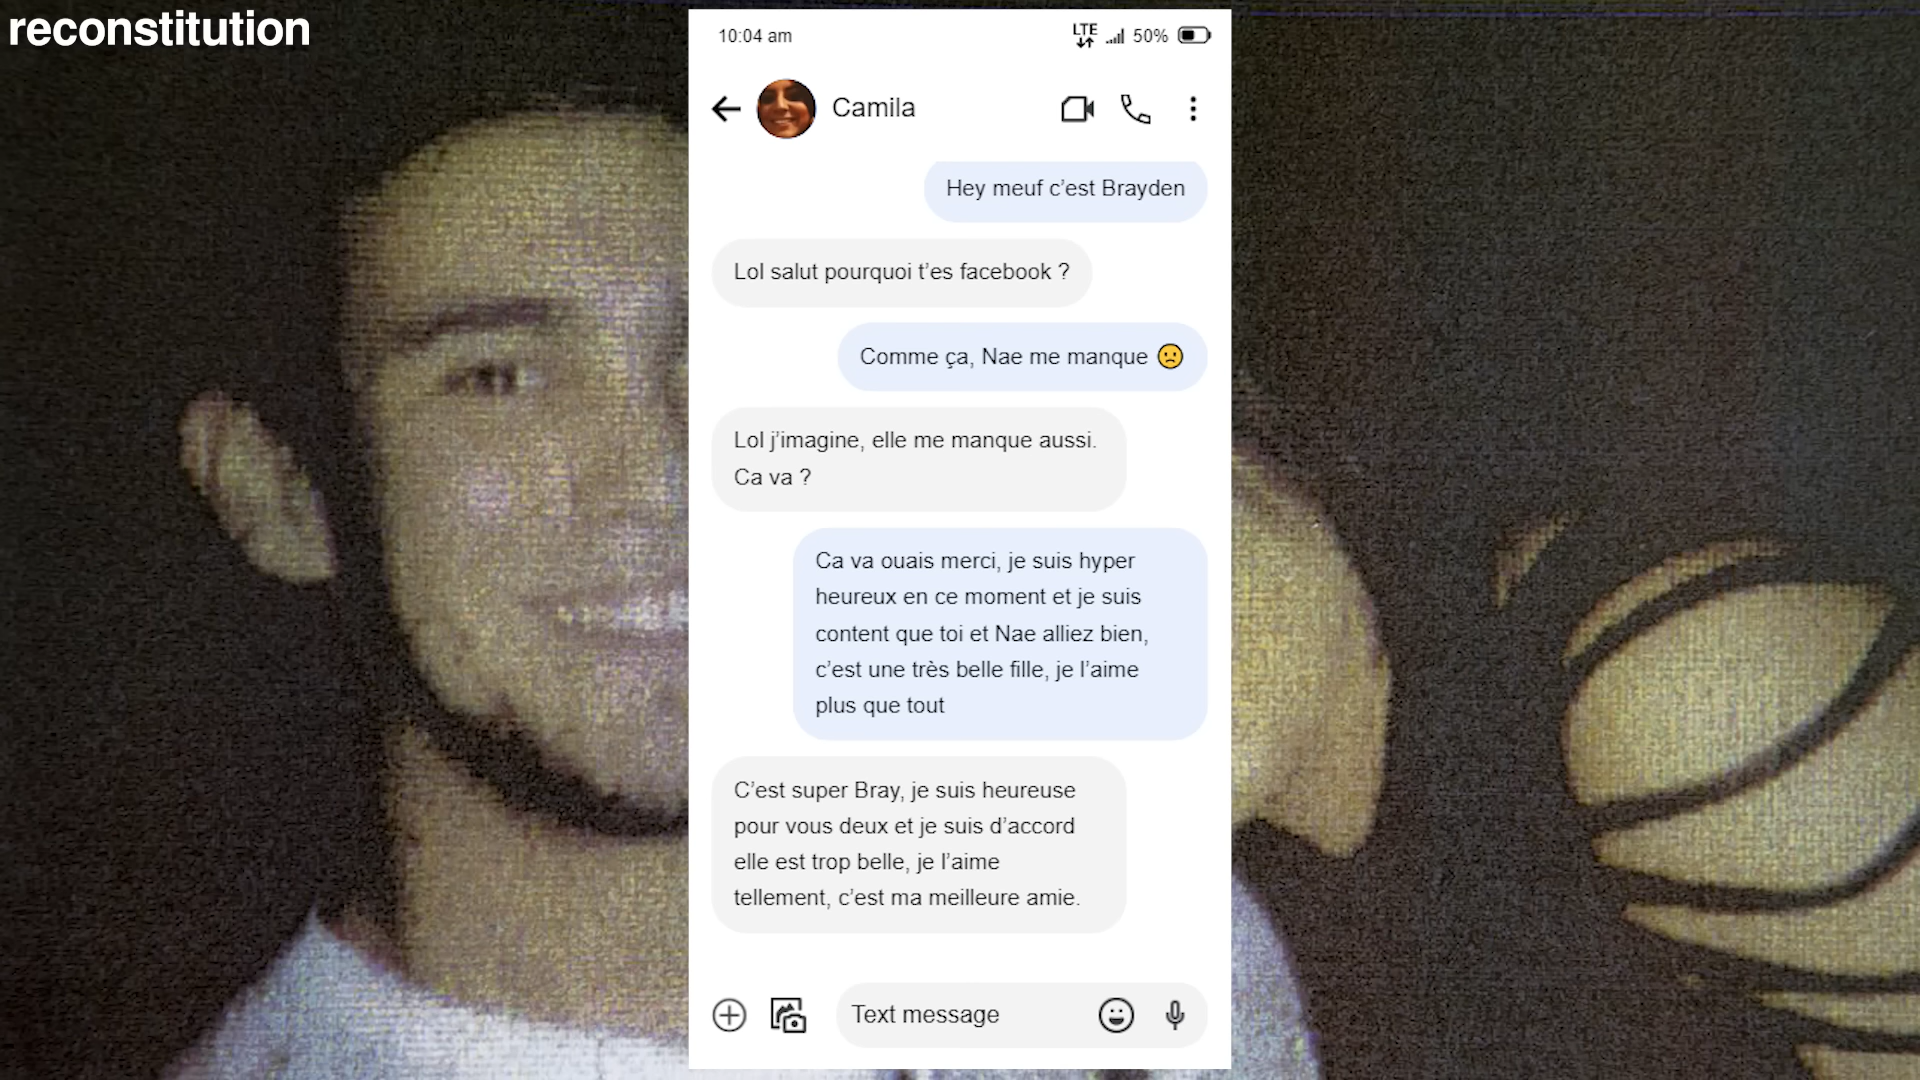 reconstitution
10:04 am
LTE
50%
Camila
Hey meuf c’est Brayden
Lol salut pourquoi t’es facebook ?
Comme ça, Nae me manque 🙁
Lol j’imagine, elle me manque aussi.
Ca va ?
Ca va ouais merci, je suis hyper
heureux en ce moment et je suis
content que toi et Nae alliez bien,
c’est une très belle fille, je l’aime
plus que tout
C’est super Bray, je suis heureuse
pour vous deux et je suis d’accord
elle est trop belle, je l’aime
tellement, c’est ma meilleure amie.
Text message